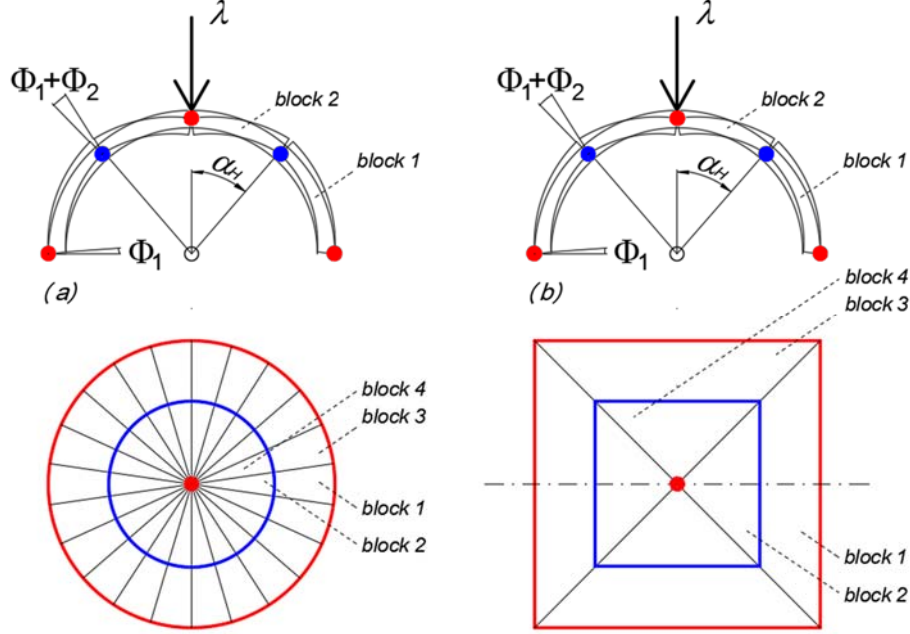 λ
Φ1+Φ2
block 2
block 1
αH
Φ1
(a)
λ
Φ1+Φ2
block 2
block 1
αH
Φ1
(b)
block 4
block 3
block 1
block 2
block 4
block 3
block 1
block 2